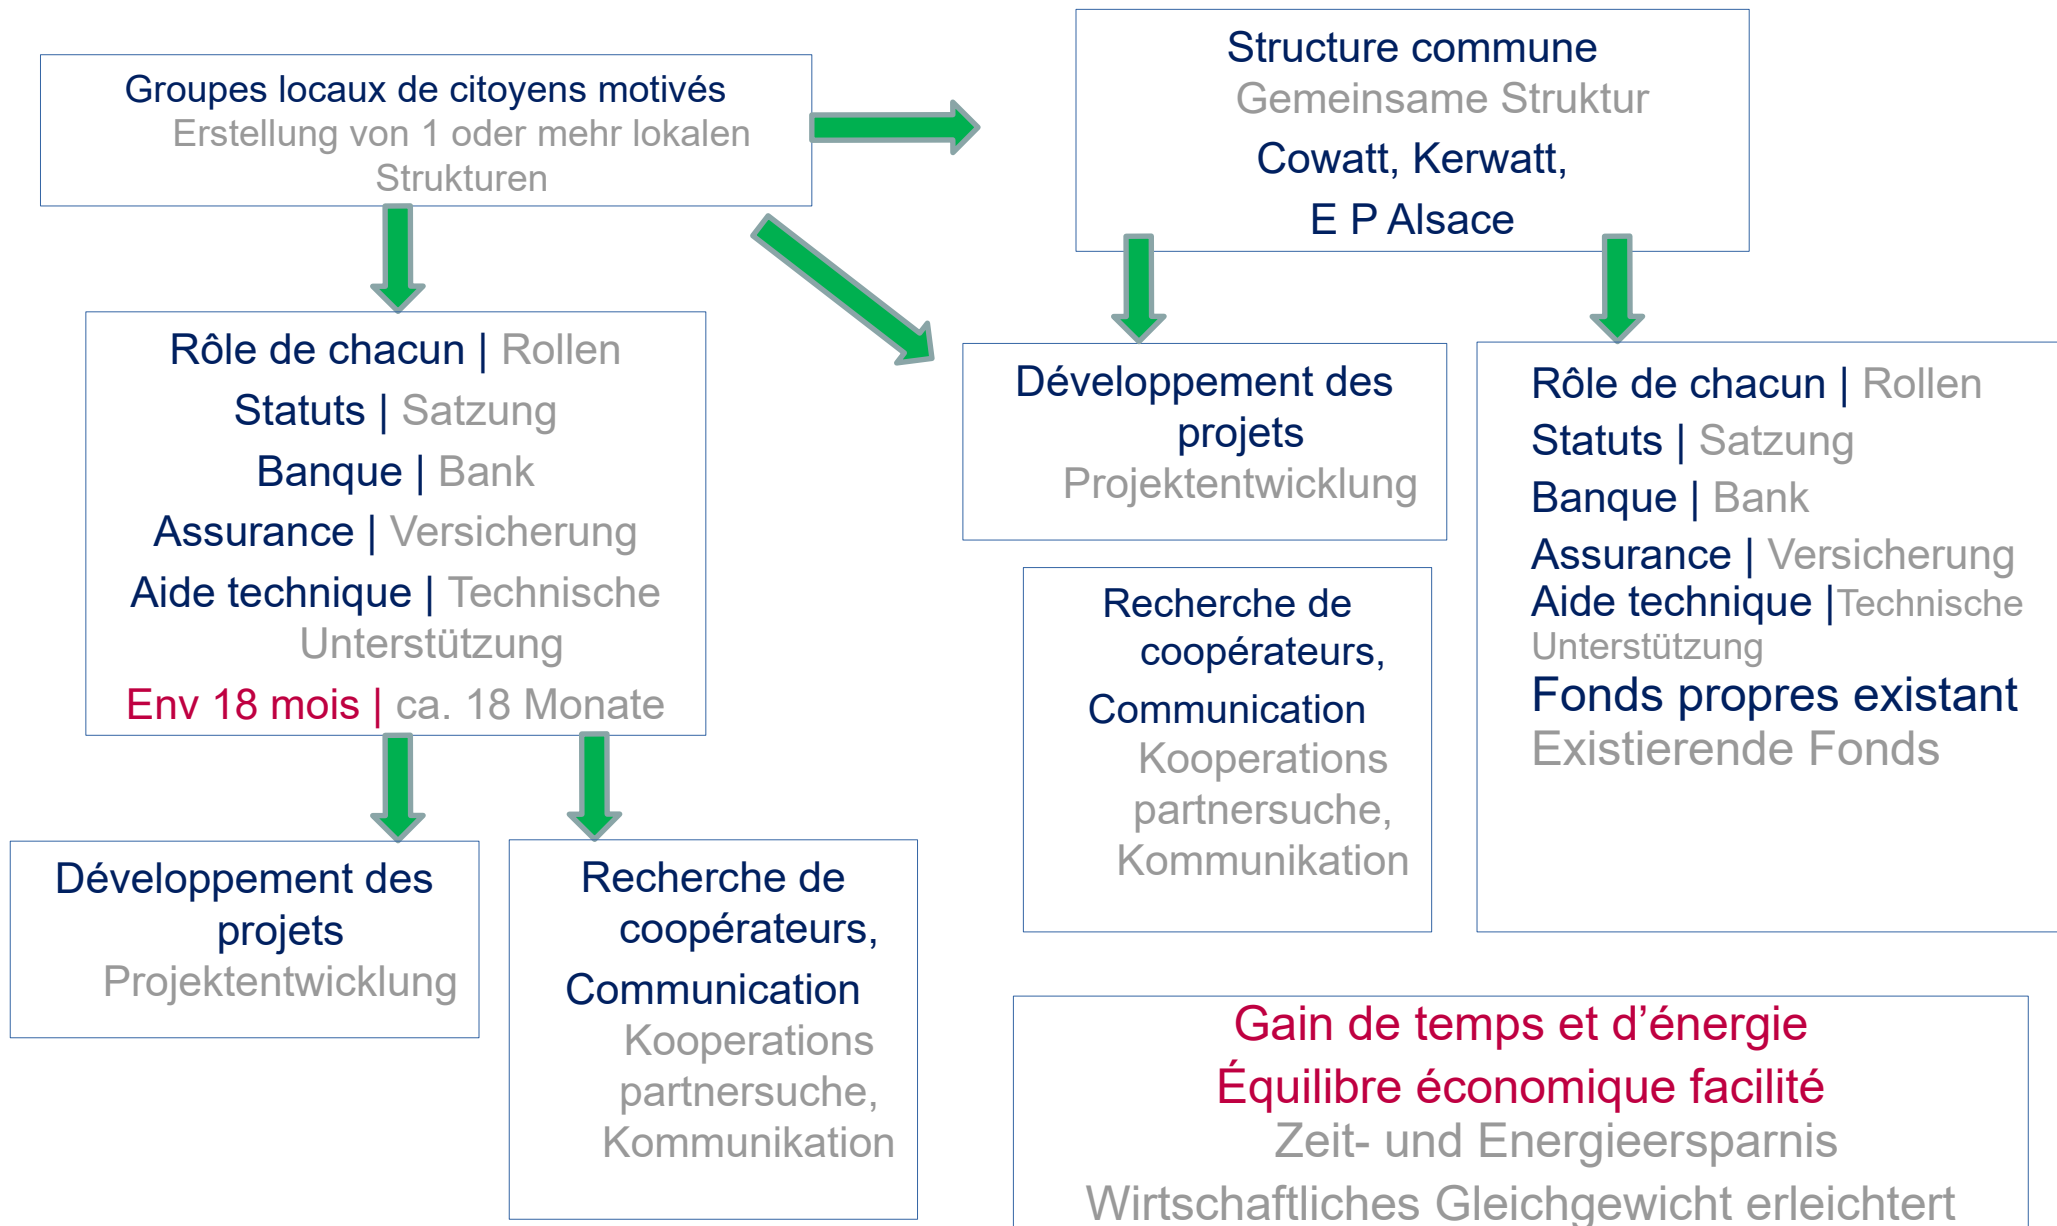 Groupes locaux de citoyens motivés
Erstellung von 1 oder mehr lokalen
Strukturen
Structure commune
Gemeinsame Struktur
Cowatt, Kerwatt,
E P Alsace
Rôle de chacun | Rollen
Statuts | Satzung
Banque | Bank
Assurance | Versicherung
Aide technique | Technische
Unterstützung
Env 18 mois | ca. 18 Monate
Développement des
projets
Projektentwicklung
Recherche de
coopérateurs,
Communication
Kooperations
partnersuche,
Kommunikation
Développement des
projets
Projektentwicklung
Recherche de
coopérateurs,
Communication
Kooperations
partnersuche,
Kommunikation
Rôle de chacun | Rollen
Statuts | Satzung
Banque | Bank
Assurance | Versicherung
Aide technique |Technische
Unterstützung
Fonds propres existant
Existierende Fonds
Gain de temps et d’énergie
Équilibre économique facilité
Zeit- und Energieersparnis
Wirtschaftliches Gleichgewicht erleichtert